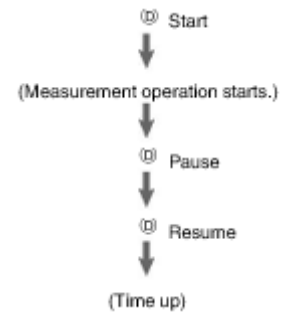 (D) Start
(Measurement operation starts.)
(D) Pause
(D) Resume
(Time up)